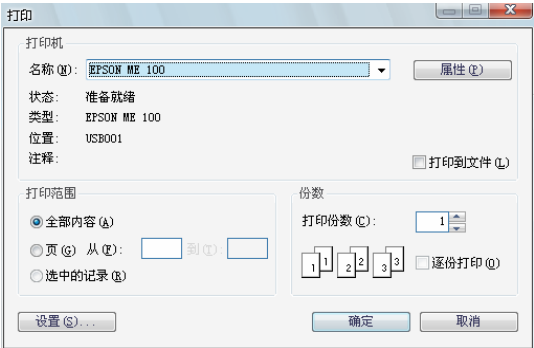 打印
打印机
名称(N): EPSON ME 100 属性(P)
状态: 准备就绪
类型: EPSON ME 100
位置: USB001
注释:
打印到文件(L)
打印范围
全部内容(A)
页(G) 从(F): 到(T):
选中的记录(R)
份数
打印份数(C): 1
1 1 2 2 3 3 逐份打印(O)
设置(S)... 确定 取消